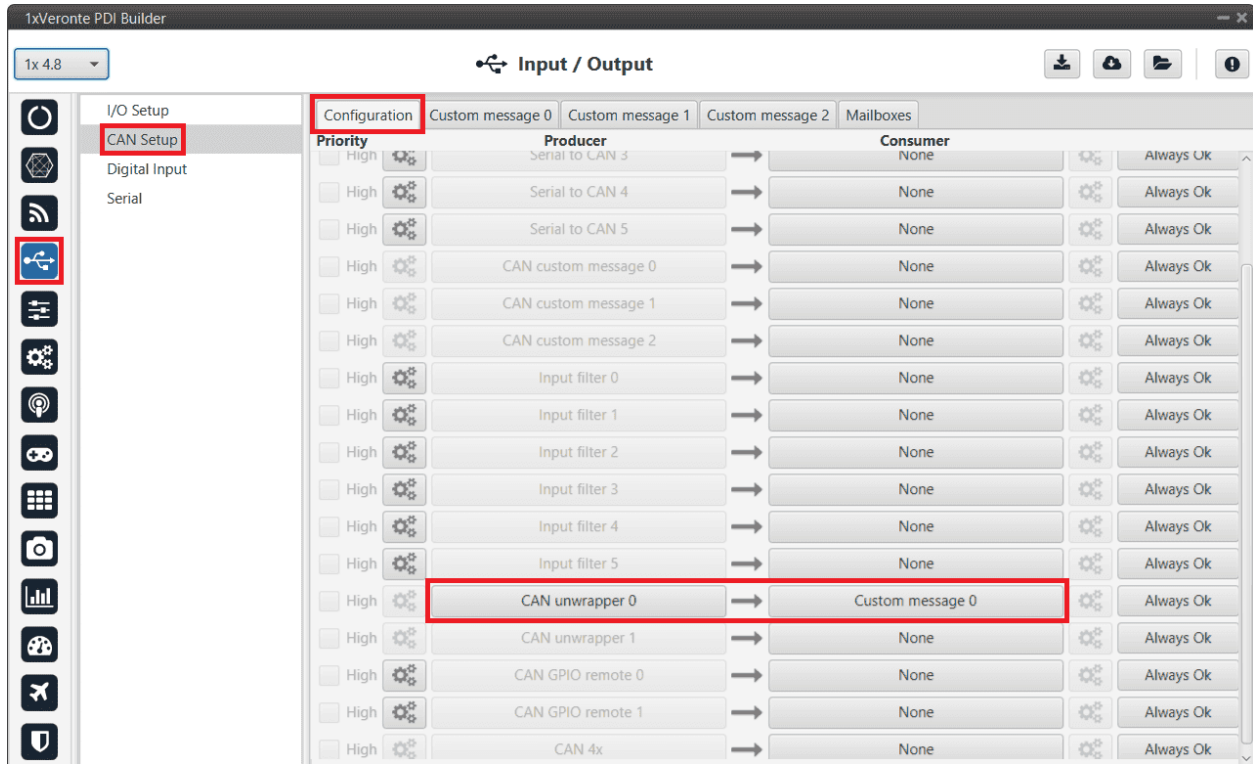 1xVeronte PDI Builder
1x 4.8
Input / Output
I/O Setup
CAN Setup
Digital Input
Serial
Configuration Custom message 0 Custom message 1 Custom message 2 Mailboxes
Priority Producer Consumer
High Serial to CAN 3 None Always Ok
High Serial to CAN 4 None Always Ok
High Serial to CAN 5 None Always Ok
High CAN custom message 0 None Always Ok
High CAN custom message 1 None Always Ok
High CAN custom message 2 None Always Ok
High Input filter 0 None Always Ok
High Input filter 1 None Always Ok
High Input filter 2 None Always Ok
High Input filter 3 None Always Ok
High Input filter 4 None Always Ok
High Input filter 5 None Always Ok
High CAN unwrapper 0 Custom message 0 Always Ok
High CAN unwrapper 1 None Always Ok
High CAN GPIO remote 0 None Always Ok
High CAN GPIO remote 1 None Always Ok
High CAN 4x None Always Ok